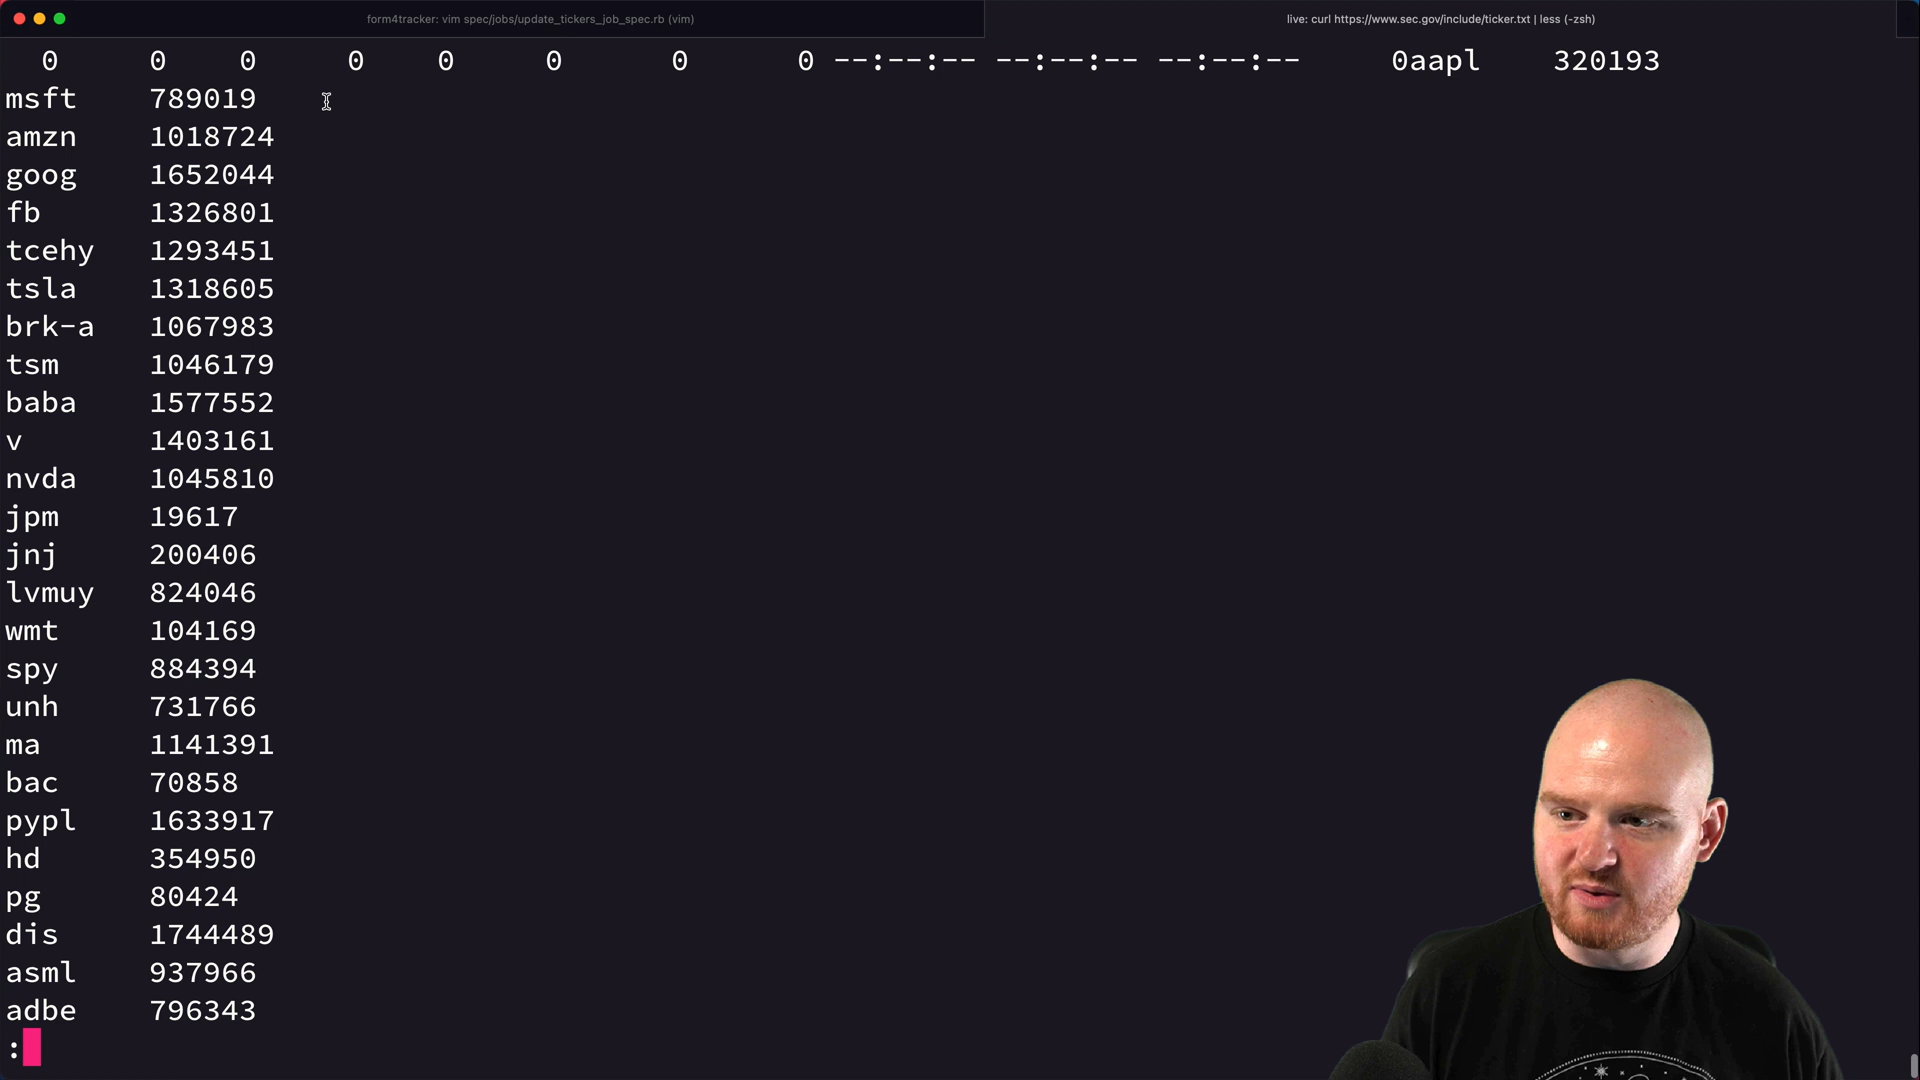 form4tracker: vim spec/jobs/update_tickers_job_spec.rb (vim)
live: curl https://www.sec.gov/include/ticker.txt | less (-zsh)
0 0 0 0 0 0 0 0 --:--:-- --:--:-- --:--:-- 0aapl 320193
msft 789019
amzn 1018724
goog 1652044
fb 1326801
tcehy 1293451
tsla 1318605
brk-a 1067983
tsm 1046179
baba 1577552
v 1403161
nvda 1045810
jpm 19617
jnj 200406
lvmuy 824046
wmt 104169
spy 884394
unh 731766
ma 1141391
bac 70858
pypl 1633917
hd 354950
pg 80424
dis 1744489
asml 937966
adbe 796343
: